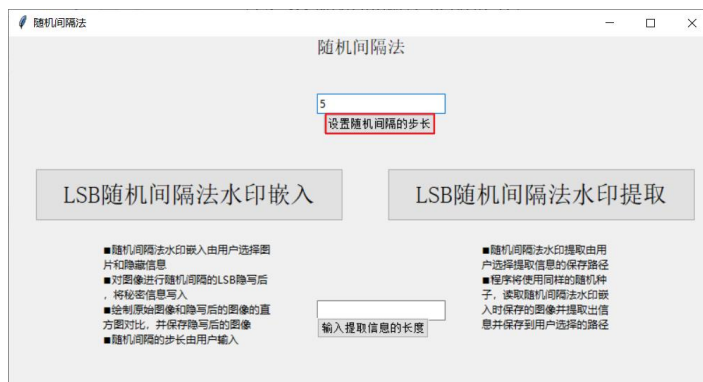 随机间隔法
随机间隔法
5
设置随机间隔的步长
LSB随机间隔法水印嵌入
LSB随机间隔法水印提取
■随机间隔法水印嵌入由用户选择图
片和隐藏信息
■对图像进行随机间隔的LSB隐写后
，将秘密信息写入
■绘制原始图像和隐写后的图像的直
方图对比，并保存隐写后的图像
■随机间隔的步长由用户输入
输入提取信息的长度
■随机间隔法水印提取由用
户选择提取信息的保存路径
■程序将使用同样的随机种
子，读取随机间隔法水印嵌
入时保存的图像并提取出信
息并保存到用户选择的路径